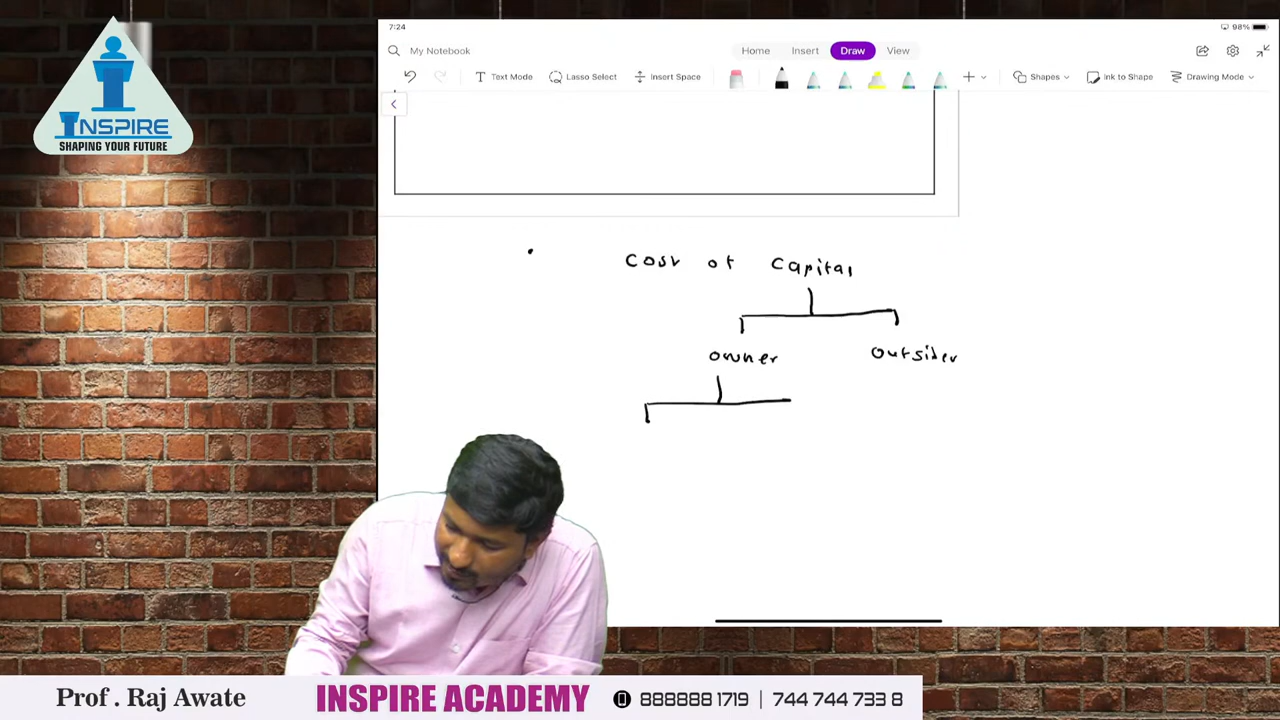 7:24
98%
My Notebook
Home Insert Draw View
Text Mode Lasso Select Insert Space Shapes Ink to Shape Drawing Mode
INSPIRE
SHAPING YOUR FUTURE
Cost of Capital
owner outsider
Prof . Raj Awate INSPIRE ACADEMY 888888 1719 | 744 744 733 8